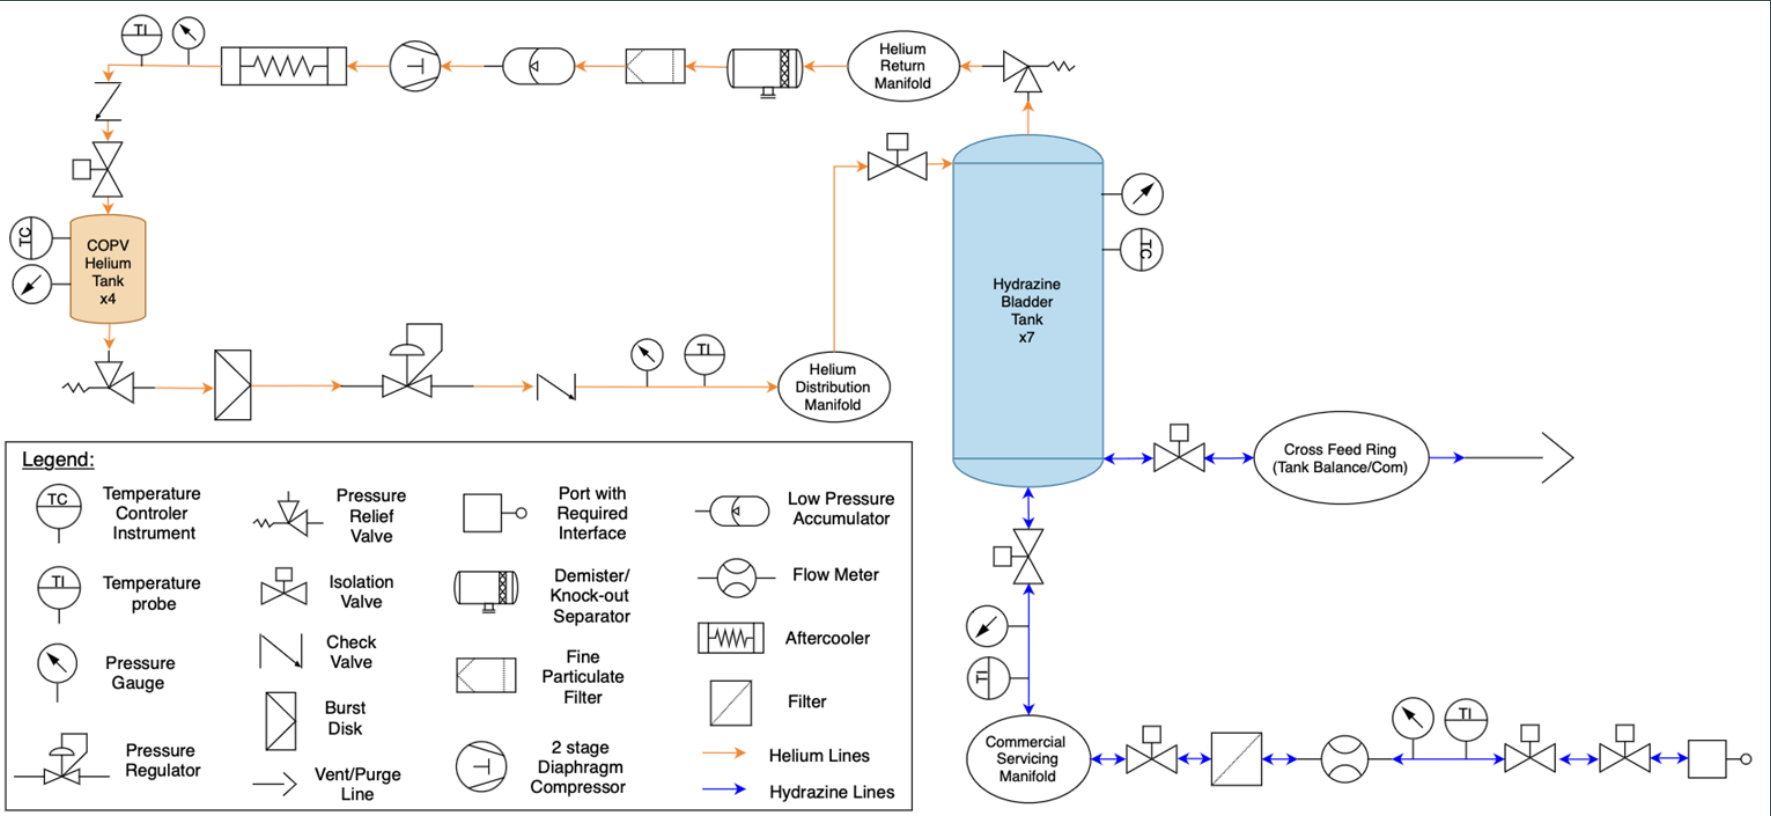 TI
Helium
Return
Manifold
TC
COPV
Helium
Tank
x4
TC
Hydrazine
Bladder
Tank
x7
TI
Helium
Distribution
Manifold
Cross Feed Ring
(Tank Balance/Com)
TI
Commercial
Servicing
Manifold
TI
Legend:
TC
Temperature
Controler
Instrument
TI
Temperature
probe
Pressure
Gauge
Pressure
Regulator
Pressure
Relief
Valve
Isolation
Valve
Check
Valve
Burst
Disk
Vent/Purge
Line
Port with
Required
Interface
Demister/
Knock-out
Separator
Fine
Particulate
Filter
2 stage
Diaphragm
Compressor
Low Pressure
Accumulator
Flow Meter
Aftercooler
Filter
Helium Lines
Hydrazine Lines